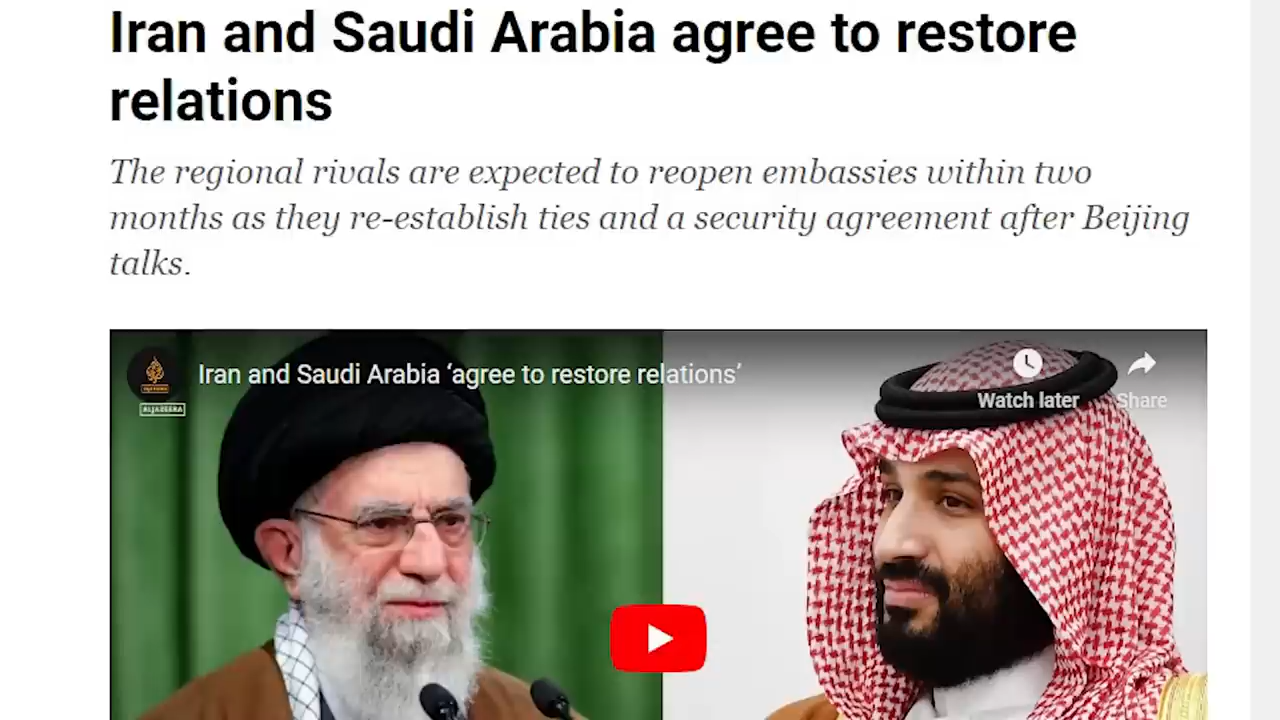 Iran and Saudi Arabia agree to restore
relations
The regional rivals are expected to reopen embassies within two
months as they re-establish ties and a security agreement after Beijing
talks.
Iran and Saudi Arabia ‘agree to restore relations’
ALJAZEERA
Watch later
Share